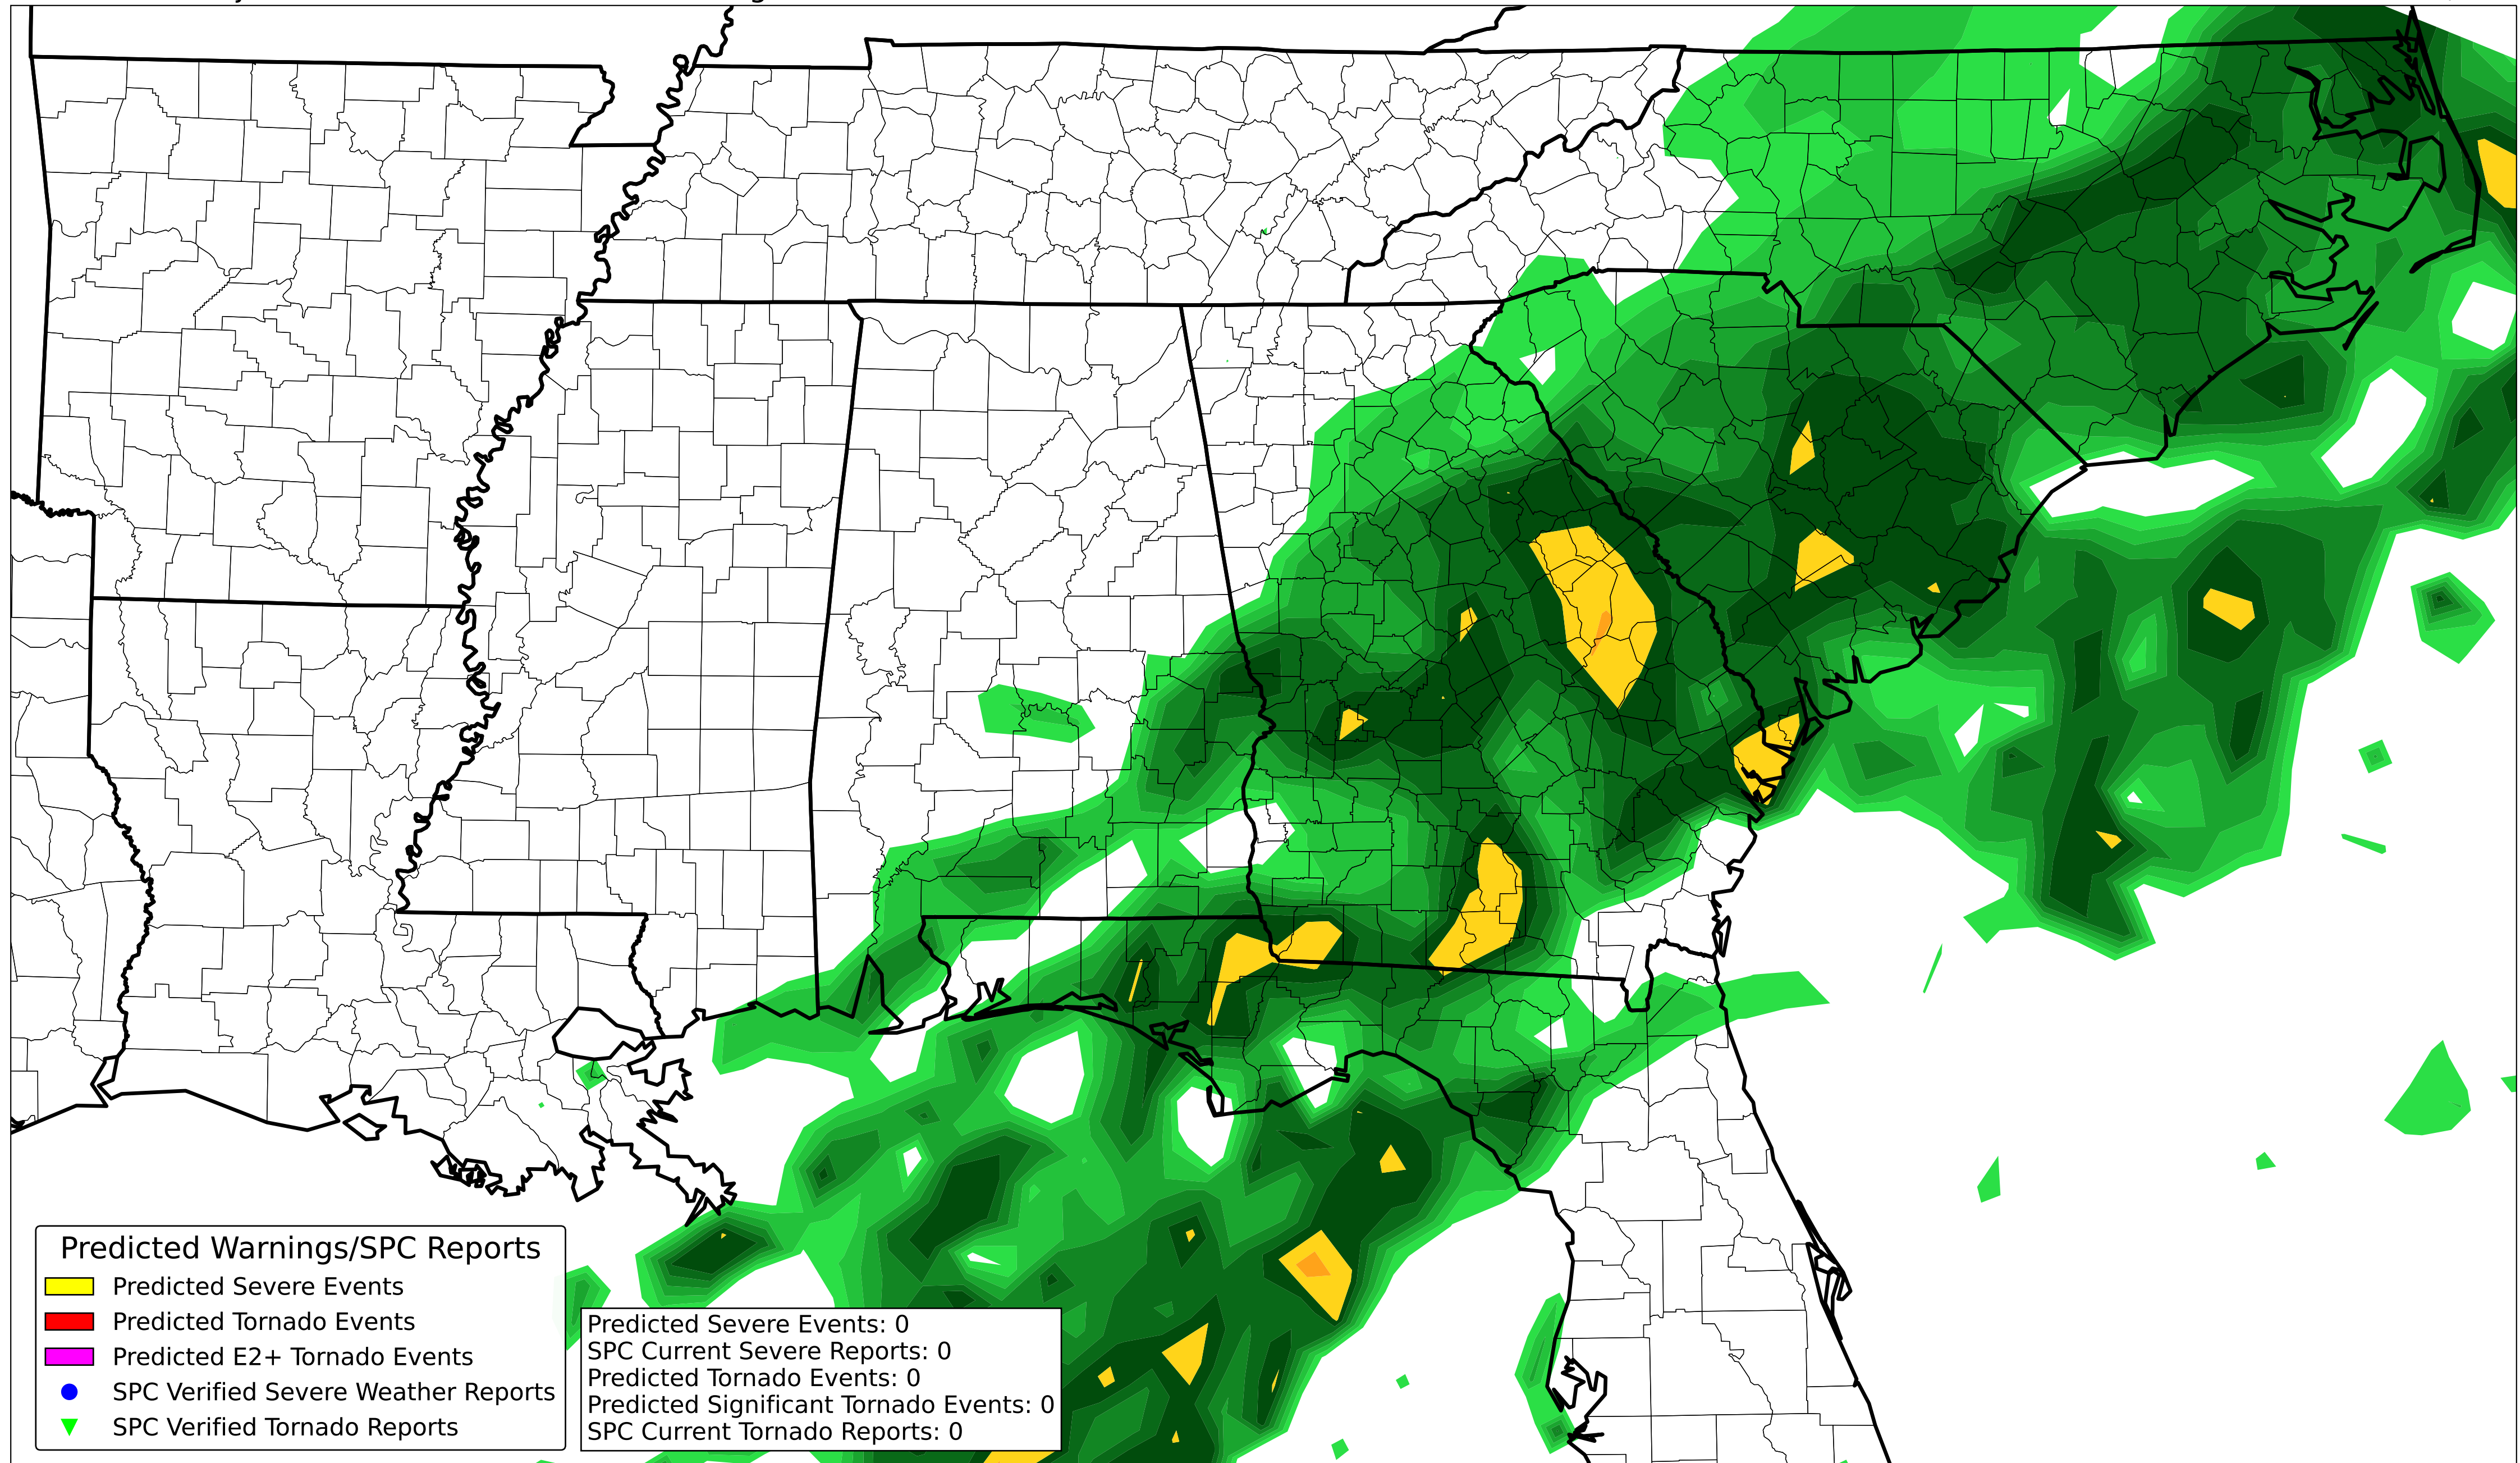 Predicted Warnings/SPC Reports
Predicted Severe Events
Predicted Tornado Events
Predicted E2+ Tornado Events
SPC Verified Severe Weather Reports
SPC Verified Tornado Reports
Predicted Severe Events: 0
SPC Current Severe Reports: 0
Predicted Tornado Events: 0
Predicted Significant Tornado Events: 0
SPC Current Tornado Reports: 0